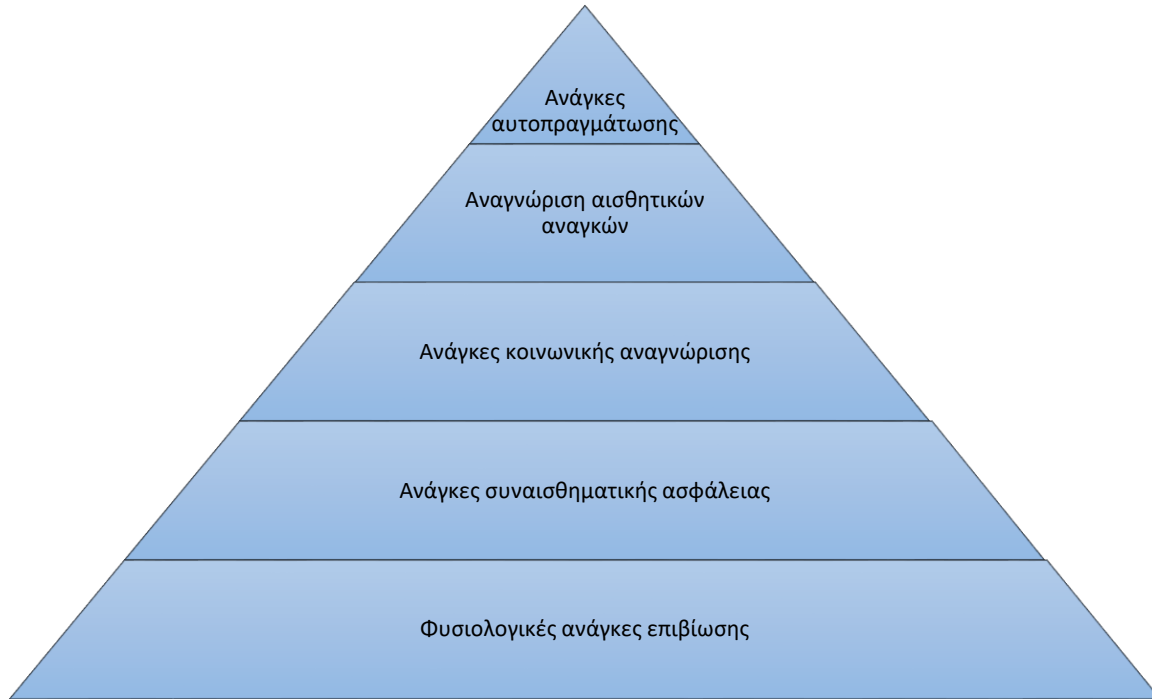 Ανάγκες
αυτοπραγμάτωσης
Αναγνώριση αισθητικών
αναγκών
Ανάγκες κοινωνικής αναγνώρισης
Ανάγκες συναισθηματικής ασφάλειας
Φυσιολογικές ανάγκες επιβίωσης